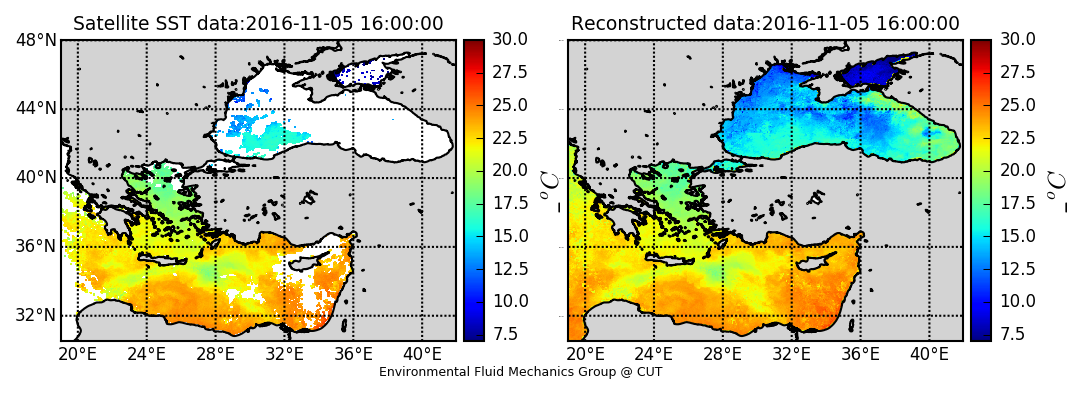 Satellite SST data:2016-11-05 16:00:00
48°N
44°N
40°N
36°N
32°N
20°E 24°E 28°E 32°E 36°E 40°E
30.0
27.5
25.0
22.5
20.0
17.5
15.0
12.5
10.0
7.5
°C
Reconstructed data:2016-11-05 16:00:00
20°E 24°E 28°E 32°E 36°E 40°E
30.0
27.5
25.0
22.5
20.0
17.5
15.0
12.5
10.0
7.5
°C
Environmental Fluid Mechanics Group @ CUT